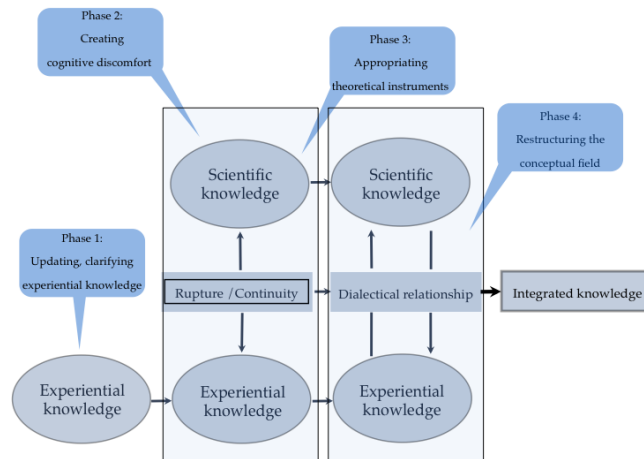 Phase 2:
Creating
cognitive discomfort
Phase 3:
Appropriating
theoretical instruments
Phase 4:
Restructuring the
conceptual field
Scientific
knowledge
Scientific
knowledge
Phase 1:
Updating, clarifying
experiential knowledge
Rupture /Continuity
Dialectical relationship
Integrated knowledge
Experiential
knowledge
Experiential
knowledge
Experiential
knowledge